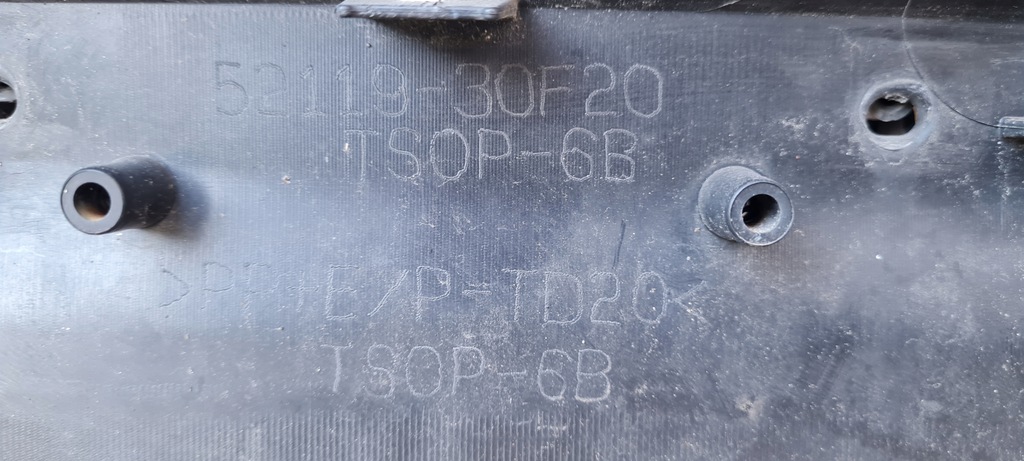 52119-30F20
TSOP-6B
>PP+E/P-TD20<
TSOP-6B